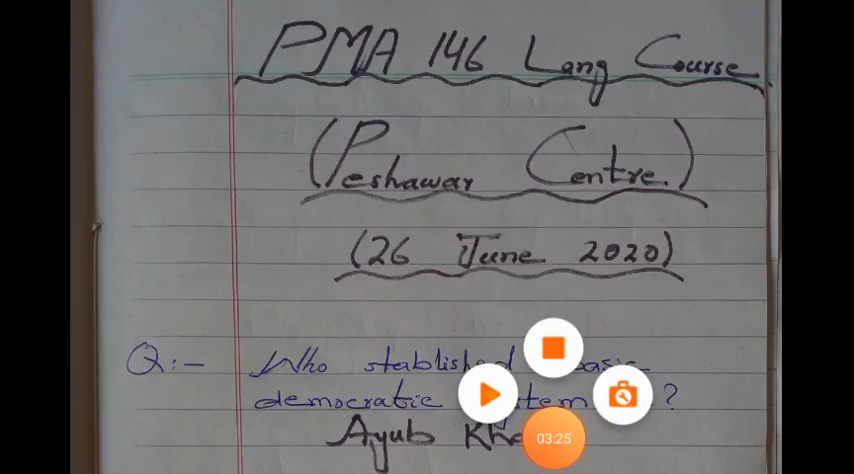 PMA 146 Long Course
(Peshawar Centre.)
(26 June 2020)
Q:- Who stablished
democratic ?
Ayub
03:25